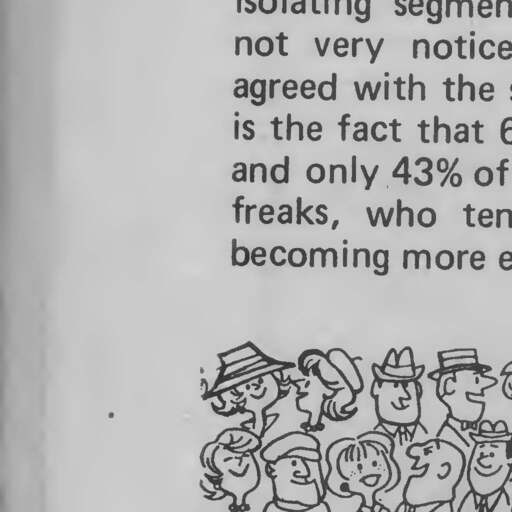 isolating segmen
not very notice
agreed with the
is the fact that 6
and only 43% of
freaks, who ten
becoming more e